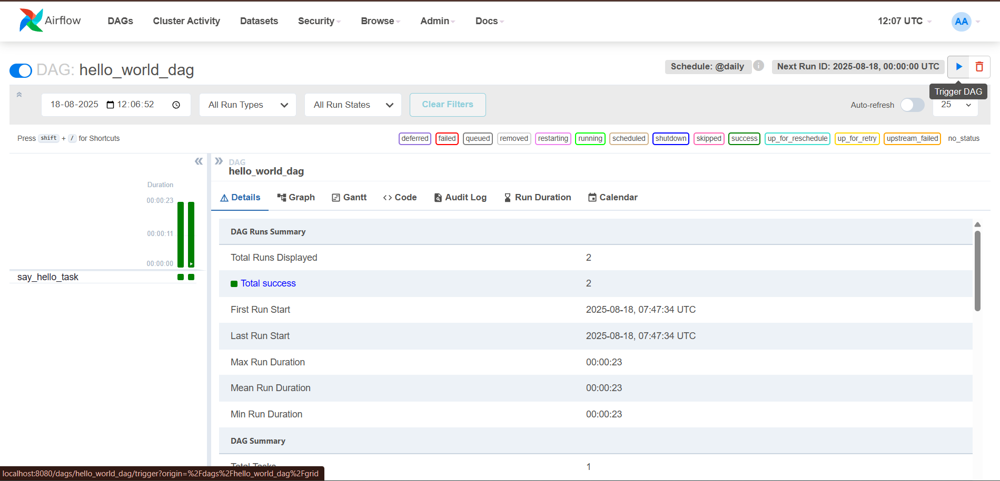 Airflow DAGs Cluster Activity Datasets Security Browse Admin Docs 12:07 UTC AA
DAG: hello_world_dag Schedule: @daily i Next Run ID: 2025-08-18, 00:00:00 UTC
Trigger DAG
18-08-2025 12:06:52 All Run Types All Run States Clear Filters Auto-refresh 25
Press shift + / for Shortcuts deferred failed queued removed restarting running scheduled shutdown skipped success up_for_reschedule up_for_retry upstream_failed no_status
Duration
00:00:23
00:00:11
00:00:00
say_hello_task
DAG
hello_world_dag
Details Graph Gantt Code Audit Log Run Duration Calendar
DAG Runs Summary
Total Runs Displayed 2
Total success 2
First Run Start 2025-08-18, 07:47:34 UTC
Last Run Start 2025-08-18, 07:47:34 UTC
Max Run Duration 00:00:23
Mean Run Duration 00:00:23
Min Run Duration 00:00:23
DAG Summary
Total Tasks 1
localhost:8080/dags/hello_world_dag/trigger?origin=%2Fdags%2Fhello_world_dag%2Fgrid